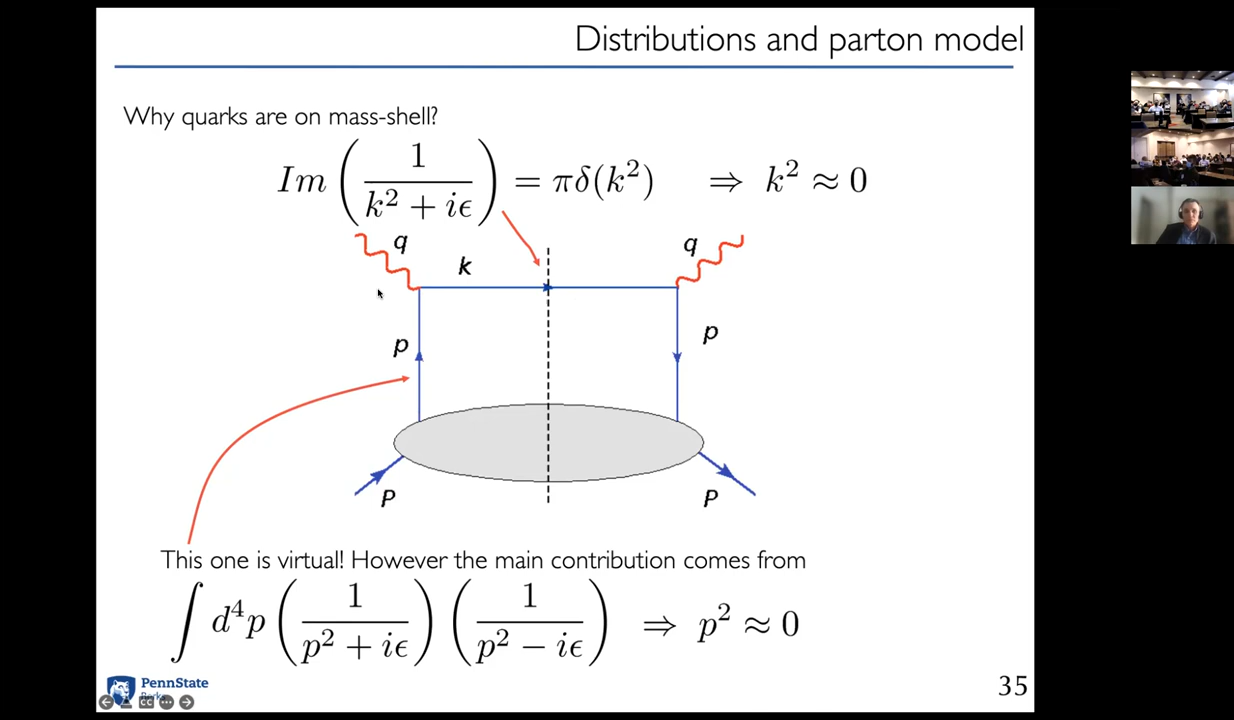 Distributions and parton model
Why quarks are on mass-shell?
Im ( 1 / (k² + iϵ) ) = πδ(k²) ⇒ k² ≈ 0
q q
k
p p
P P
This one is virtual! However the main contribution comes from
∫ d⁴p ( 1 / (p² + iϵ) ) ( 1 / (p² − iϵ) ) ⇒ p² ≈ 0
PennState
Berks
35